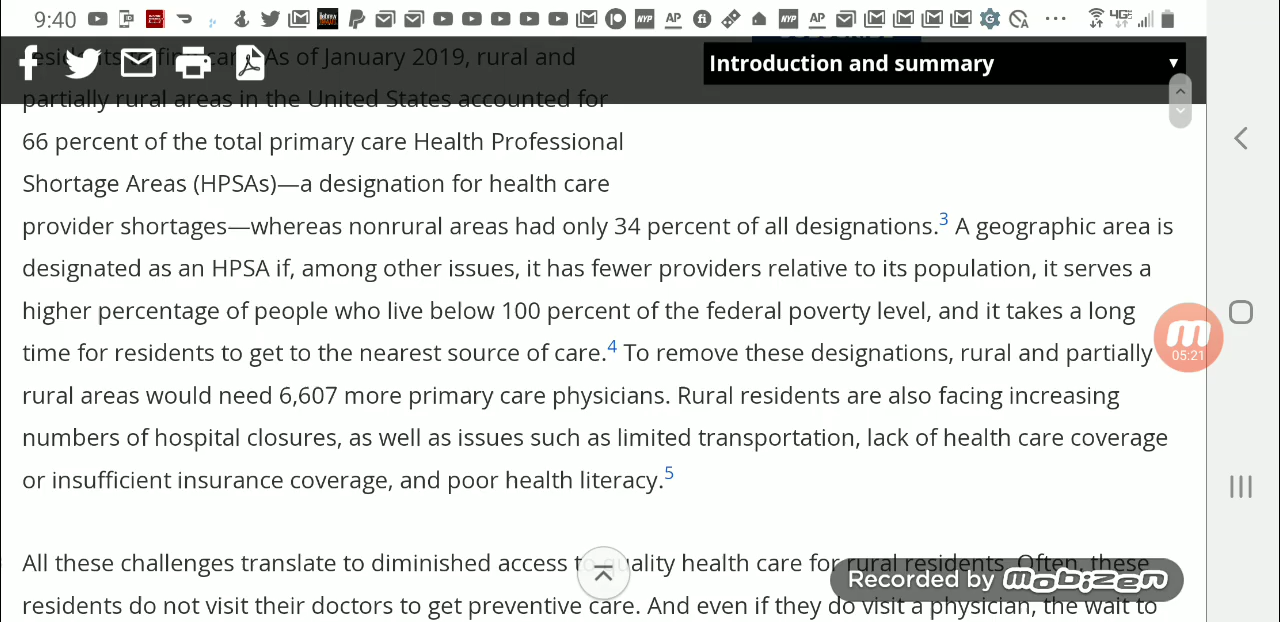 9:40
NYP AP NYP AP 4GE
Introduction and summary
As of January 2019, rural and
partially rural areas in the United States accounted for
66 percent of the total primary care Health Professional
Shortage Areas (HPSAs)—a designation for health care
provider shortages—whereas nonrural areas had only 34 percent of all designations.3 A geographic area is
designated as an HPSA if, among other issues, it has fewer providers relative to its population, it serves a
higher percentage of people who live below 100 percent of the federal poverty level, and it takes a long
time for residents to get to the nearest source of care.4 To remove these designations, rural and partially
05:21
rural areas would need 6,607 more primary care physicians. Rural residents are also facing increasing
numbers of hospital closures, as well as issues such as limited transportation, lack of health care coverage
or insufficient insurance coverage, and poor health literacy.5
All these challenges translate to diminished access to quality health care for rural residents. Often, these
Recorded by mobizen
residents do not visit their doctors to get preventive care. And even if they do visit a physician, the wait to